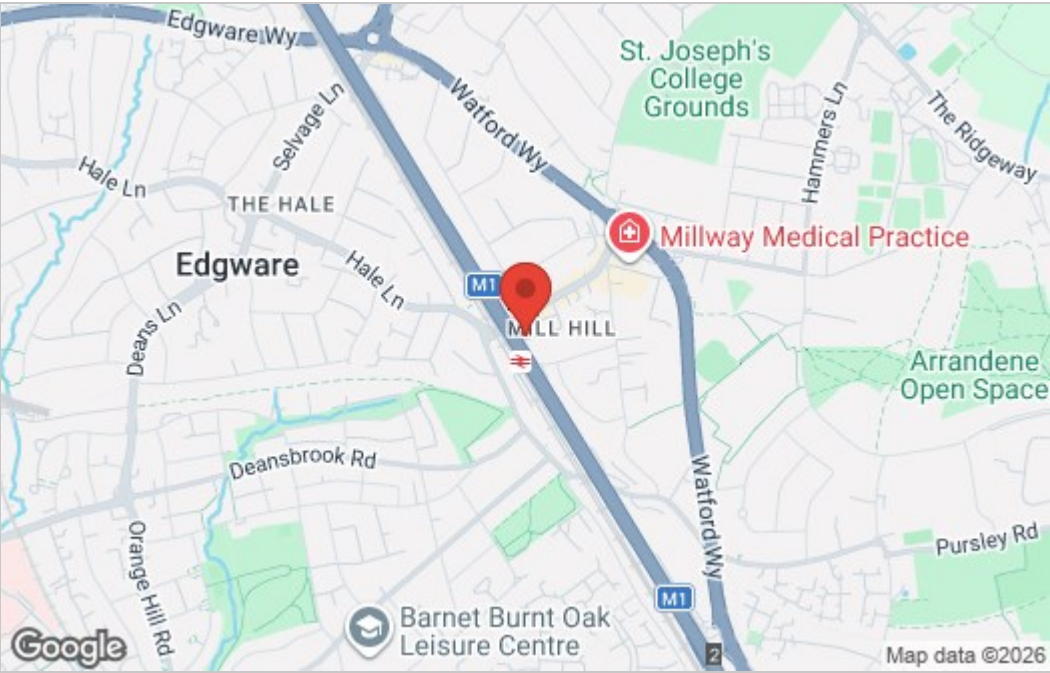 Edgware Wy
St. Joseph's
College
Grounds
Watford Wy
Selvage Ln
Hammers Ln
The Ridgeway
Hale Ln
THE HALE
Millway Medical Practice
Edgware
Hale Ln
M1
MILL HILL
Deans Ln
Arrandene
Open Space
Deansbrook Rd
Watford Wy
Orange Hill Rd
Pursley Rd
M1
Barnet Burnt Oak
Leisure Centre
2
Google
Map data ©2026